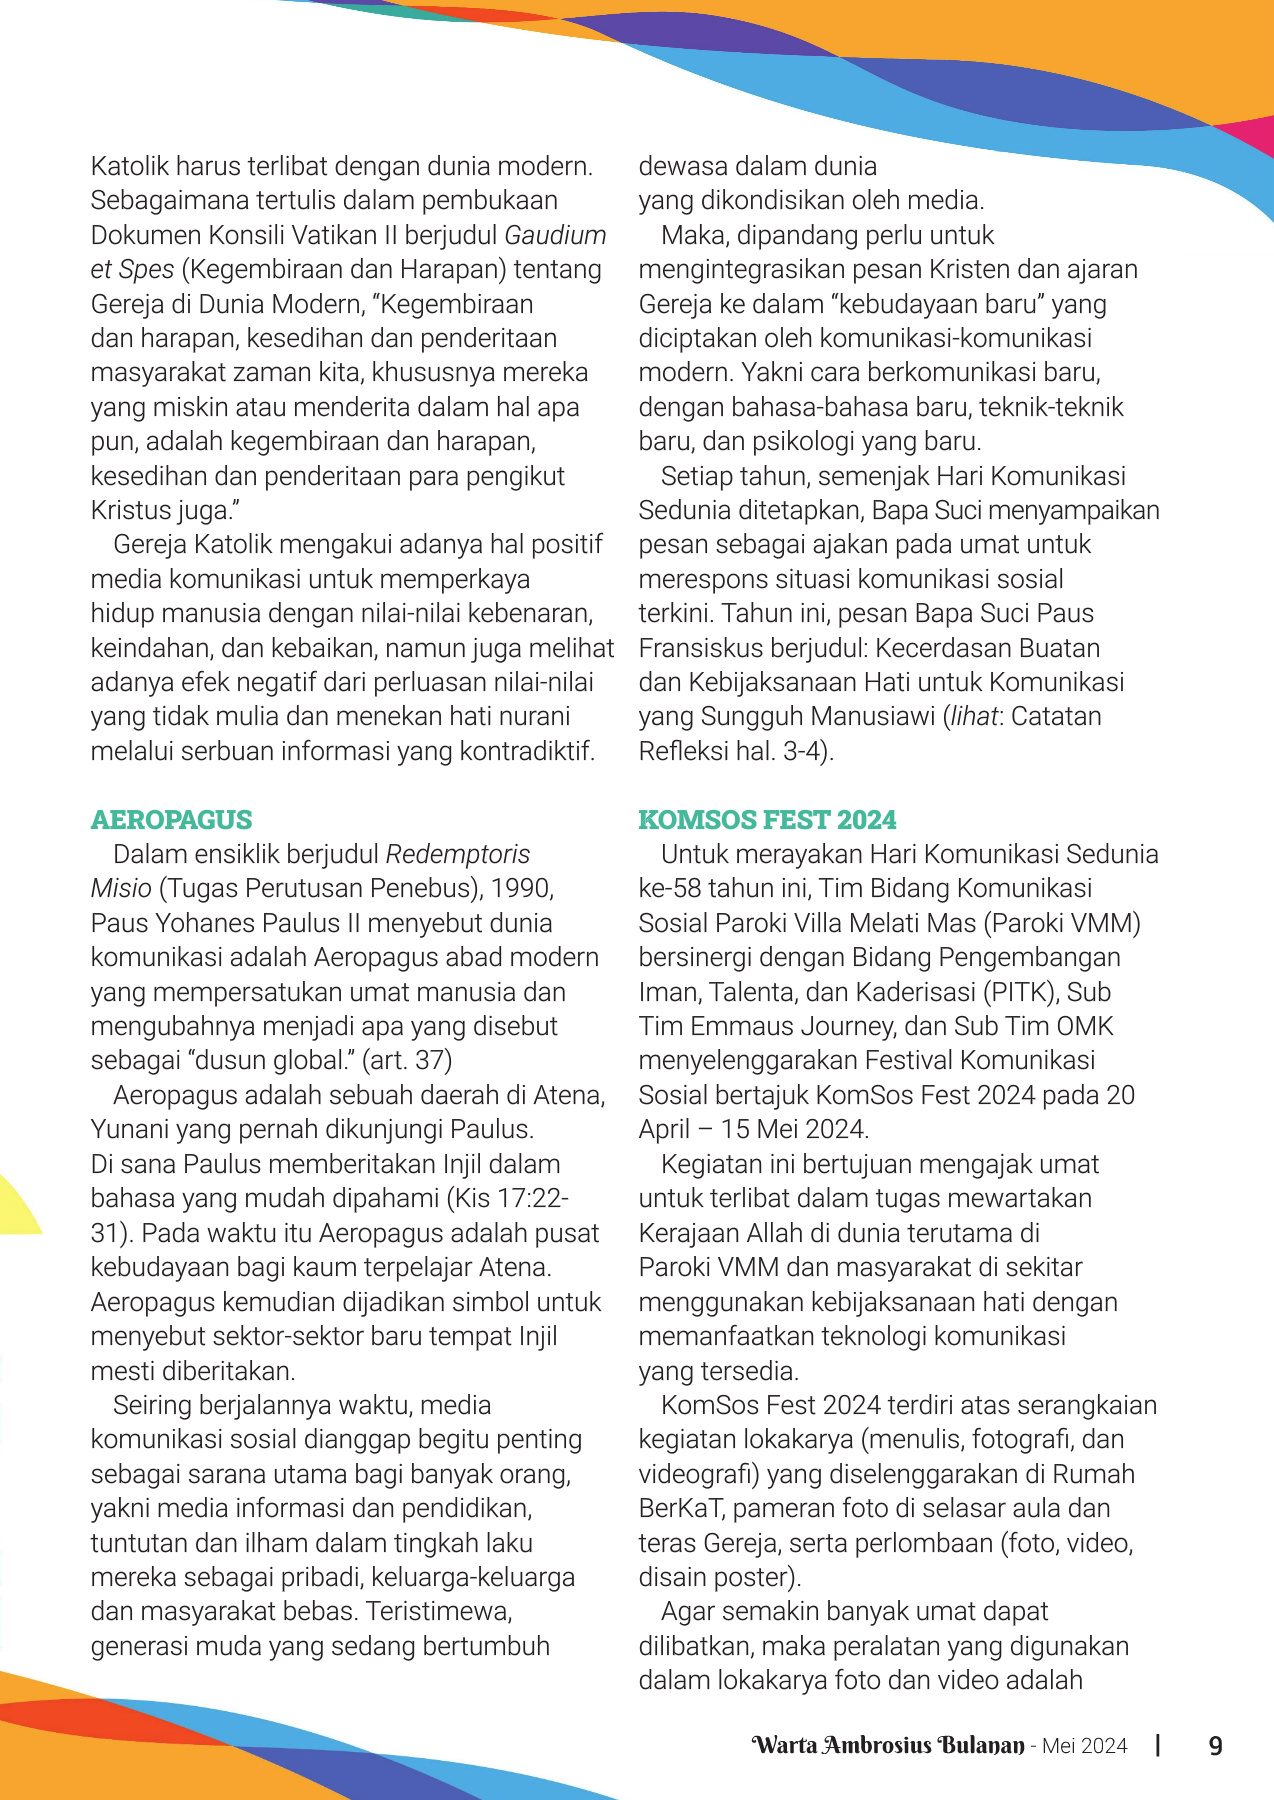 Katolik harus terlibat dengan dunia modern.
Sebagaimana tertulis dalam pembukaan
Dokumen Konsili Vatikan II berjudul Gaudium
et Spes (Kegembiraan dan Harapan) tentang
Gereja di Dunia Modern, “Kegembiraan
dan harapan, kesedihan dan penderitaan
masyarakat zaman kita, khususnya mereka
yang miskin atau menderita dalam hal apa
pun, adalah kegembiraan dan harapan,
kesedihan dan penderitaan para pengikut
Kristus juga.”
Gereja Katolik mengakui adanya hal positif
media komunikasi untuk memperkaya
hidup manusia dengan nilai-nilai kebenaran,
keindahan, dan kebaikan, namun juga melihat
adanya efek negatif dari perluasan nilai-nilai
yang tidak mulia dan menekan hati nurani
melalui serbuan informasi yang kontradiktif.
AEROPAGUS
Dalam ensiklik berjudul Redemptoris
Misio (Tugas Perutusan Penebus), 1990,
Paus Yohanes Paulus II menyebut dunia
komunikasi adalah Aeropagus abad modern
yang mempersatukan umat manusia dan
mengubahnya menjadi apa yang disebut
sebagai “dusun global.” (art. 37)
Aeropagus adalah sebuah daerah di Atena,
Yunani yang pernah dikunjungi Paulus.
Di sana Paulus memberitakan Injil dalam
bahasa yang mudah dipahami (Kis 17:22-
31). Pada waktu itu Aeropagus adalah pusat
kebudayaan bagi kaum terpelajar Atena.
Aeropagus kemudian dijadikan simbol untuk
menyebut sektor-sektor baru tempat Injil
mesti diberitakan.
Seiring berjalannya waktu, media
komunikasi sosial dianggap begitu penting
sebagai sarana utama bagi banyak orang,
yakni media informasi dan pendidikan,
tuntutan dan ilham dalam tingkah laku
mereka sebagai pribadi, keluarga-keluarga
dan masyarakat bebas. Teristimewa,
generasi muda yang sedang bertumbuh
dewasa dalam dunia
yang dikondisikan oleh media.
Maka, dipandang perlu untuk
mengintegrasikan pesan Kristen dan ajaran
Gereja ke dalam “kebudayaan baru” yang
diciptakan oleh komunikasi-komunikasi
modern. Yakni cara berkomunikasi baru,
dengan bahasa-bahasa baru, teknik-teknik
baru, dan psikologi yang baru.
Setiap tahun, semenjak Hari Komunikasi
Sedunia ditetapkan, Bapa Suci menyampaikan
pesan sebagai ajakan pada umat untuk
merespons situasi komunikasi sosial
terkini. Tahun ini, pesan Bapa Suci Paus
Fransiskus berjudul: Kecerdasan Buatan
dan Kebijaksanaan Hati untuk Komunikasi
yang Sungguh Manusiawi (lihat: Catatan
Refleksi hal. 3-4).
KOMSOS FEST 2024
Untuk merayakan Hari Komunikasi Sedunia
ke-58 tahun ini, Tim Bidang Komunikasi
Sosial Paroki Villa Melati Mas (Paroki VMM)
bersinergi dengan Bidang Pengembangan
Iman, Talenta, dan Kaderisasi (PITK), Sub
Tim Emmaus Journey, dan Sub Tim OMK
menyelenggarakan Festival Komunikasi
Sosial bertajuk KomSos Fest 2024 pada 20
April – 15 Mei 2024.
Kegiatan ini bertujuan mengajak umat
untuk terlibat dalam tugas mewartakan
Kerajaan Allah di dunia terutama di
Paroki VMM dan masyarakat di sekitar
menggunakan kebijaksanaan hati dengan
memanfaatkan teknologi komunikasi
yang tersedia.
KomSos Fest 2024 terdiri atas serangkaian
kegiatan lokakarya (menulis, fotografi, dan
videografi) yang diselenggarakan di Rumah
BerKaT, pameran foto di selasar aula dan
teras Gereja, serta perlombaan (foto, video,
disain poster).
Agar semakin banyak umat dapat
dilibatkan, maka peralatan yang digunakan
dalam lokakarya foto dan video adalah
Warta Ambrosius Bulanan - Mei 2024 | 9